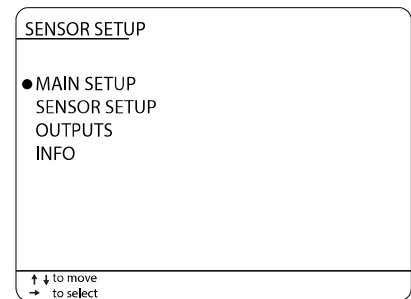 SENSOR SETUP
● MAIN SETUP
SENSOR SETUP
OUTPUTS
INFO
↑ ↓ to move
→ to select